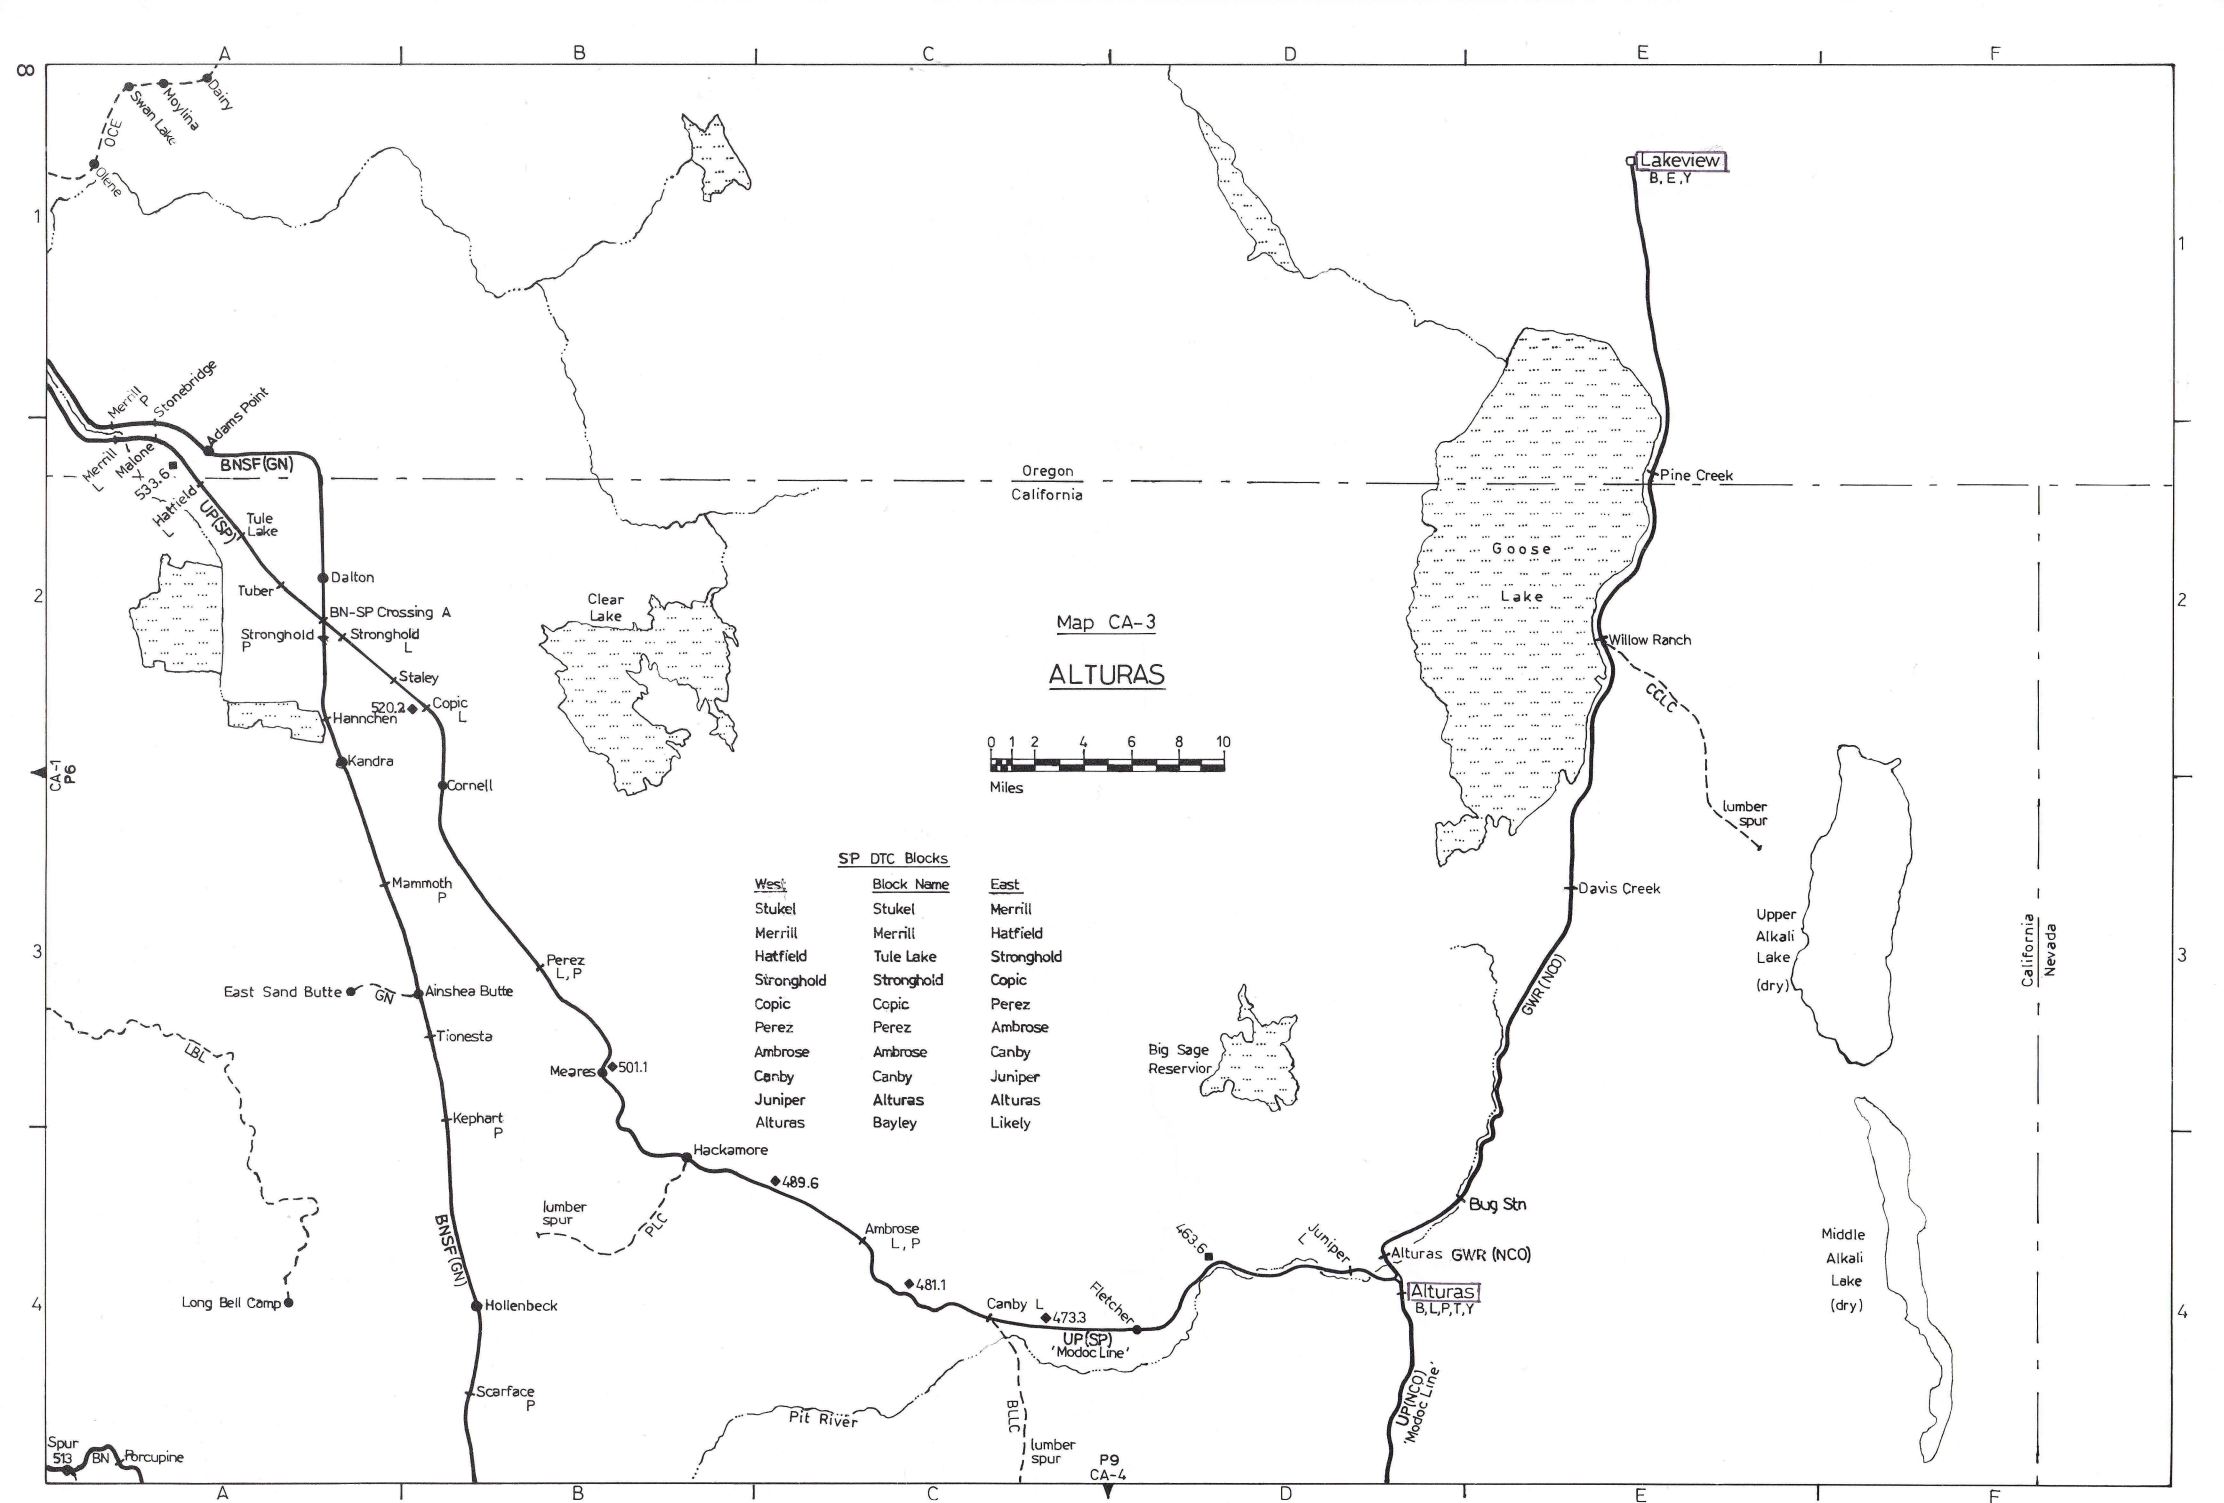 A B C D E F
8
Dairy
Moylina
Swan Lake
OCE
Olene
Lakeview
B, E, Y
1
1
Merrill
P
Stonebridge
Adams Point
BNSF(GN)
Merrill
L
Malone
533.6
Hatfield
L
UP(SP)
Tule
Lake
Oregon
California
Pine Creek
Goose
Lake
Dalton
Tuber
BN-SP Crossing A
Stronghold
P
Stronghold
L
Clear
Lake
2
2
Map CA-3
ALTURAS
Willow Ranch
CCLC
Staley
520.2
Copic
L
Hannchen
Kandra
CA-1
P6
Cornell
0 1 2 4 6 8 10
Miles
lumber
spur
SP DTC Blocks
West Block Name East
Stukel Stukel Merrill
Merrill Merrill Hatfield
Hatfield Tule Lake Stronghold
Stronghold Stronghold Copic
Copic Copic Perez
Perez Perez Ambrose
Ambrose Ambrose Canby
Canby Canby Juniper
Juniper Alturas Alturas
Alturas Bayley Likely
Mammoth
P
Davis Creek
Upper
Alkali
Lake
(dry)
California
Nevada
3
3
Perez
L, P
East Sand Butte
GN
Ainshea Butte
GWR(NCO)
Tionesta
LBL
Meares
501.1
Big Sage
Reservior
Kephart
P
Hackamore
489.6
lumber
spur
PLC
BNSF(GN)
Ambrose
L, P
463.6
Juniper
L
Bug Stn
Alturas GWR (NCO)
Alturas
B, L, P, T, Y
Middle
Alkali
Lake
(dry)
481.1
Long Bell Camp
Hollenbeck
Canby L
473.3
Fletcher
UP(SP)
'Modoc Line'
4
4
Scarface
P
Pit River
BLLC
lumber
spur
UP(NCO)
'Modoc Line'
Spur
513
BN
Porcupine
P9
CA-4
A B C D E F